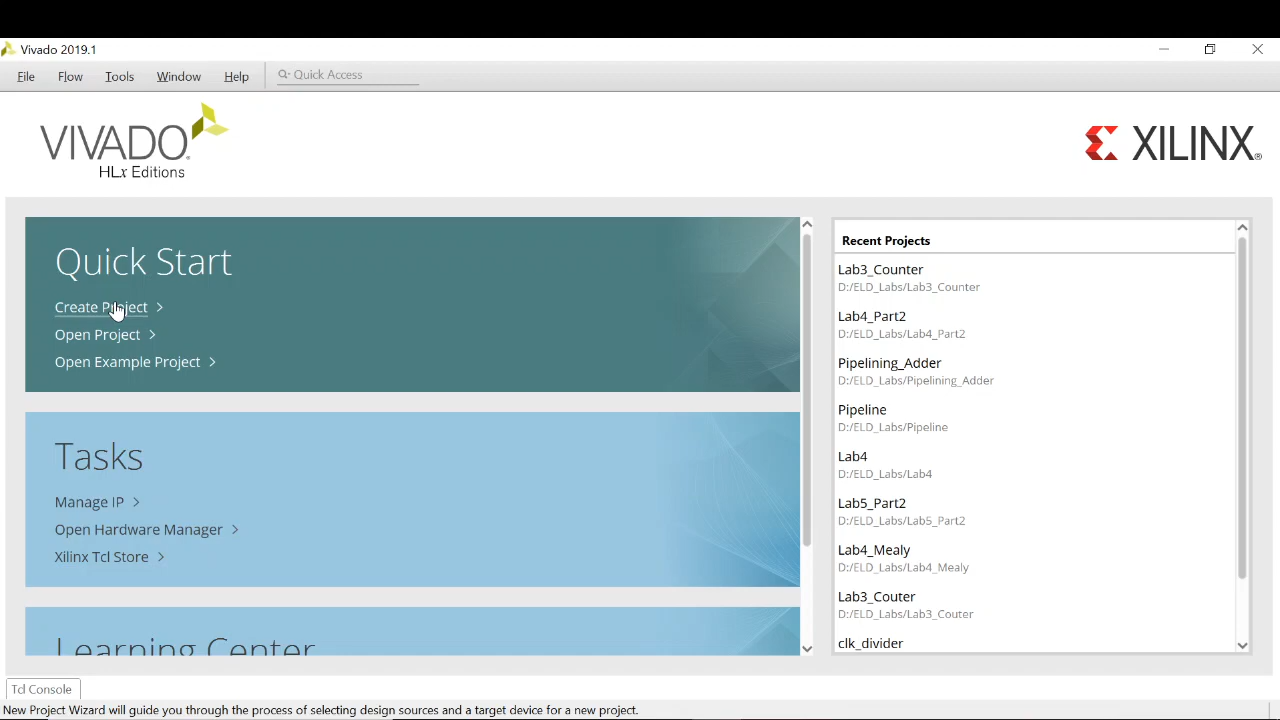 Vivado 2019.1
File Flow Tools Window Help Quick Access
VIVADO
HLx Editions
XILINX
Quick Start
Create Project >
Open Project >
Open Example Project >
Tasks
Manage IP >
Open Hardware Manager >
Xilinx Tcl Store >
Learning Center
Recent Projects
Lab3_Counter
D:/ELD_Labs/Lab3_Counter
Lab4_Part2
D:/ELD_Labs/Lab4_Part2
Pipelining_Adder
D:/ELD_Labs/Pipelining_Adder
Pipeline
D:/ELD_Labs/Pipeline
Lab4
D:/ELD_Labs/Lab4
Lab5_Part2
D:/ELD_Labs/Lab5_Part2
Lab4_Mealy
D:/ELD_Labs/Lab4_Mealy
Lab3_Couter
D:/ELD_Labs/Lab3_Couter
clk_divider
Tcl Console
New Project Wizard will guide you through the process of selecting design sources and a target device for a new project.